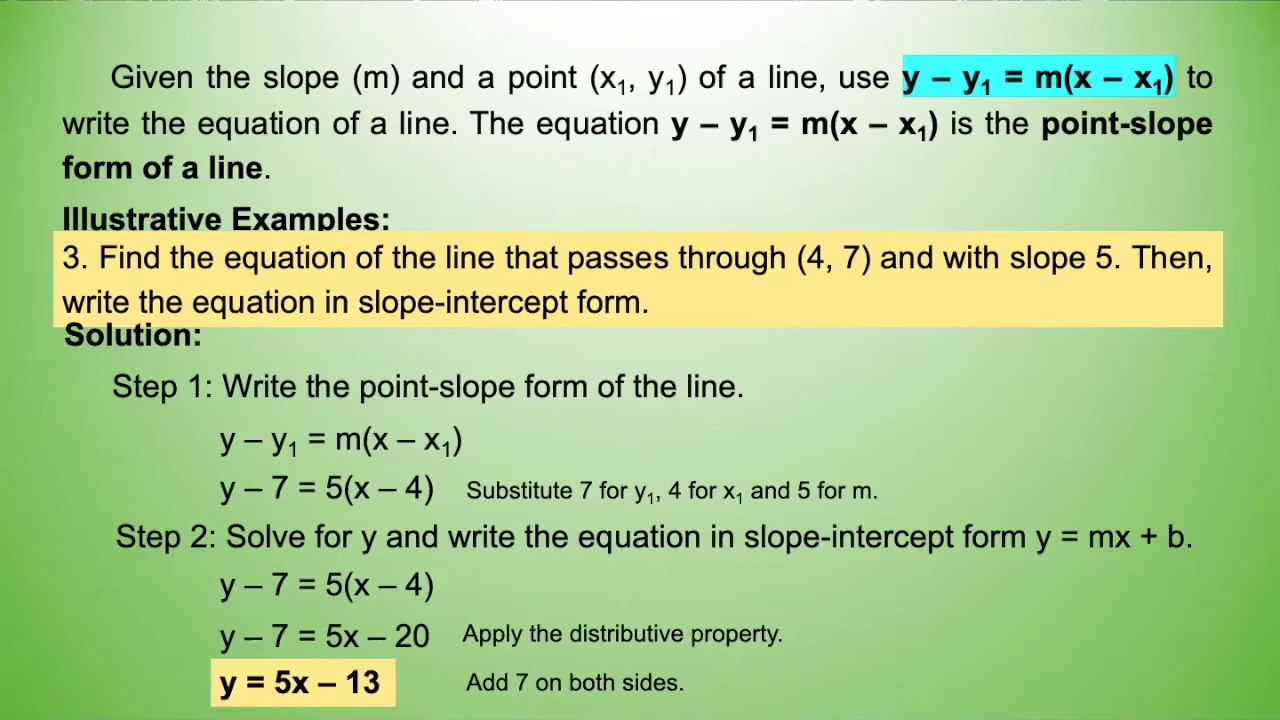 Given the slope (m) and a point (x₁, y₁) of a line, use y – y₁ = m(x – x₁) to
write the equation of a line. The equation y – y₁ = m(x – x₁) is the point-slope
form of a line.
Illustrative Examples:
3. Find the equation of the line that passes through (4, 7) and with slope 5. Then,
write the equation in slope-intercept form.
Solution:
Step 1: Write the point-slope form of the line.
y – y₁ = m(x – x₁)
y – 7 = 5(x – 4) Substitute 7 for y₁, 4 for x₁ and 5 for m.
Step 2: Solve for y and write the equation in slope-intercept form y = mx + b.
y – 7 = 5(x – 4)
y – 7 = 5x – 20 Apply the distributive property.
y = 5x – 13 Add 7 on both sides.